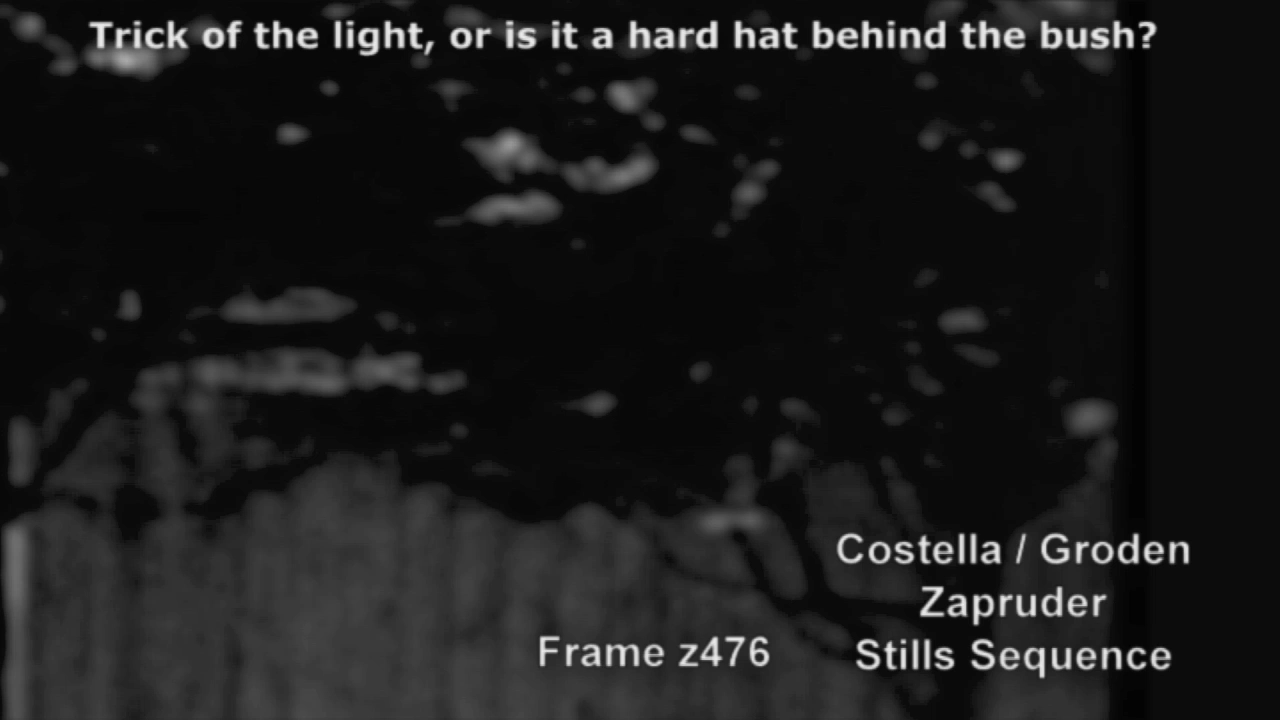 Trick of the light, or is it a hard hat behind the bush?
Costella / Groden
Zapruder
Frame z476
Stills Sequence